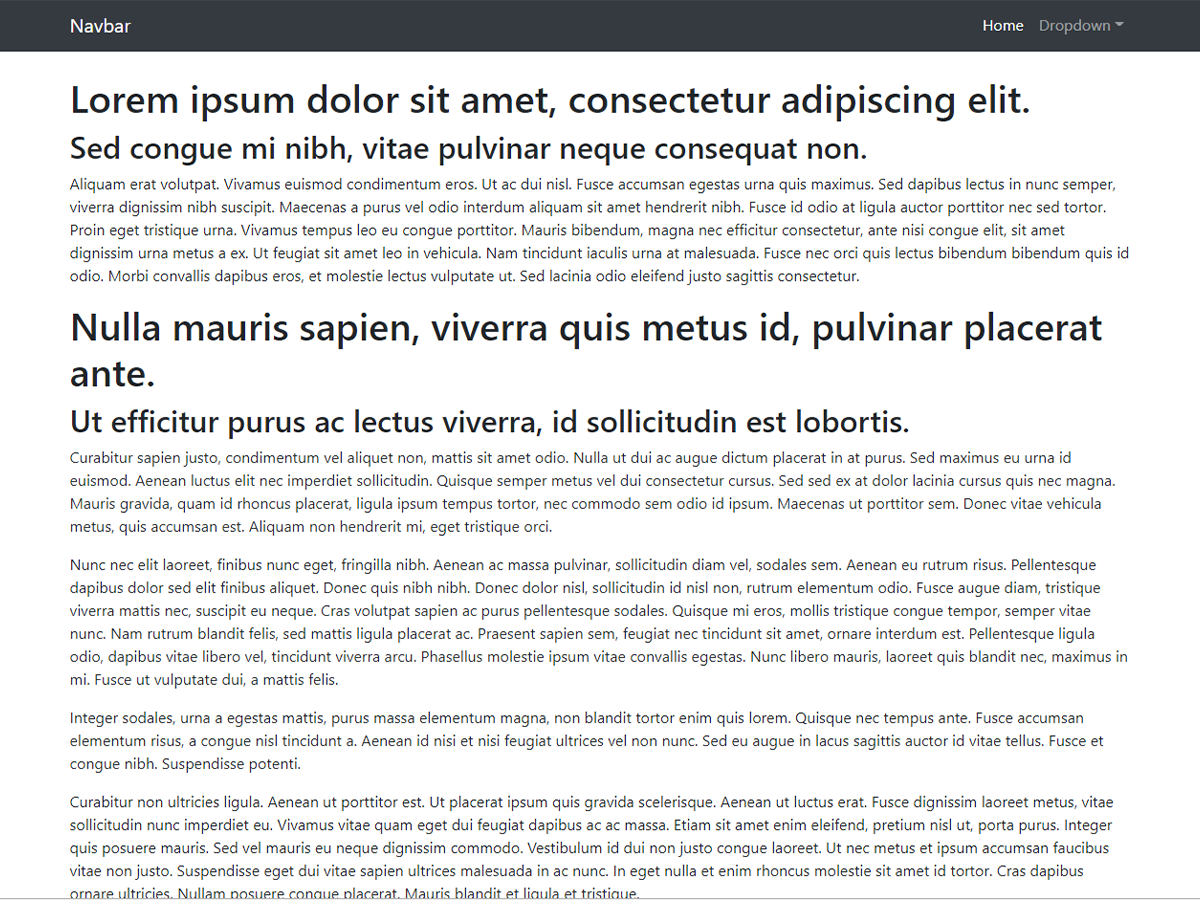 Navbar
Home
Dropdown
Lorem ipsum dolor sit amet, consectetur adipiscing elit.
Sed congue mi nibh, vitae pulvinar neque consequat non.
Aliquam erat volutpat. Vivamus euismod condimentum eros. Ut ac dui nisl. Fusce accumsan egestas urna quis maximus. Sed dapibus lectus in nunc semper,
viverra dignissim nibh suscipit. Maecenas a purus vel odio interdum aliquam sit amet hendrerit nibh. Fusce id odio at ligula auctor porttitor nec sed tortor.
Proin eget tristique urna. Vivamus tempus leo eu congue porttitor. Mauris bibendum, magna nec efficitur consectetur, ante nisi congue elit, sit amet
dignissim urna metus a ex. Ut feugiat sit amet leo in vehicula. Nam tincidunt iaculis urna at malesuada. Fusce nec orci quis lectus bibendum bibendum quis id
odio. Morbi convallis dapibus eros, et molestie lectus vulputate ut. Sed lacinia odio eleifend justo sagittis consectetur.
Nulla mauris sapien, viverra quis metus id, pulvinar placerat
ante.
Ut efficitur purus ac lectus viverra, id sollicitudin est lobortis.
Curabitur sapien justo, condimentum vel aliquet non, mattis sit amet odio. Nulla ut dui ac augue dictum placerat in at purus. Sed maximus eu urna id
euismod. Aenean luctus elit nec imperdiet sollicitudin. Quisque semper metus vel dui consectetur cursus. Sed sed ex at dolor lacinia cursus quis nec magna.
Mauris gravida, quam id rhoncus placerat, ligula ipsum tempus tortor, nec commodo sem odio id ipsum. Maecenas ut porttitor sem. Donec vitae vehicula
metus, quis accumsan est. Aliquam non hendrerit mi, eget tristique orci.
Nunc nec elit laoreet, finibus nunc eget, fringilla nibh. Aenean ac massa pulvinar, sollicitudin diam vel, sodales sem. Aenean eu rutrum risus. Pellentesque
dapibus dolor sed elit finibus aliquet. Donec quis nibh nibh. Donec dolor nisl, sollicitudin id nisl non, rutrum elementum odio. Fusce augue diam, tristique
viverra mattis nec, suscipit eu neque. Cras volutpat sapien ac purus pellentesque sodales. Quisque mi eros, mollis tristique congue tempor, semper vitae
nunc. Nam rutrum blandit felis, sed mattis ligula placerat ac. Praesent sapien sem, feugiat nec tincidunt sit amet, ornare interdum est. Pellentesque ligula
odio, dapibus vitae libero vel, tincidunt viverra arcu. Phasellus molestie ipsum vitae convallis egestas. Nunc libero mauris, laoreet quis blandit nec, maximus in
mi. Fusce ut vulputate dui, a mattis felis.
Integer sodales, urna a egestas mattis, purus massa elementum magna, non blandit tortor enim quis lorem. Quisque nec tempus ante. Fusce accumsan
elementum risus, a congue nisl tincidunt a. Aenean id nisi et nisi feugiat ultrices vel non nunc. Sed eu augue in lacus sagittis auctor id vitae tellus. Fusce et
congue nibh. Suspendisse potenti.
Curabitur non ultricies ligula. Aenean ut porttitor est. Ut placerat ipsum quis gravida scelerisque. Aenean ut luctus erat. Fusce dignissim laoreet metus, vitae
sollicitudin nunc imperdiet eu. Vivamus vitae quam eget dui feugiat dapibus ac ac massa. Etiam sit amet enim eleifend, pretium nisl ut, porta purus. Integer
quis posuere mauris. Sed vel mauris eu neque dignissim commodo. Vestibulum id dui non justo congue laoreet. Ut nec metus et ipsum accumsan faucibus
vitae non justo. Suspendisse eget dui vitae sapien ultrices malesuada in ac nunc. In eget nulla et enim rhoncus molestie sit amet id tortor. Cras dapibus
ornare ultricies. Nullam posuere congue placerat. Mauris blandit et ligula et tristique.